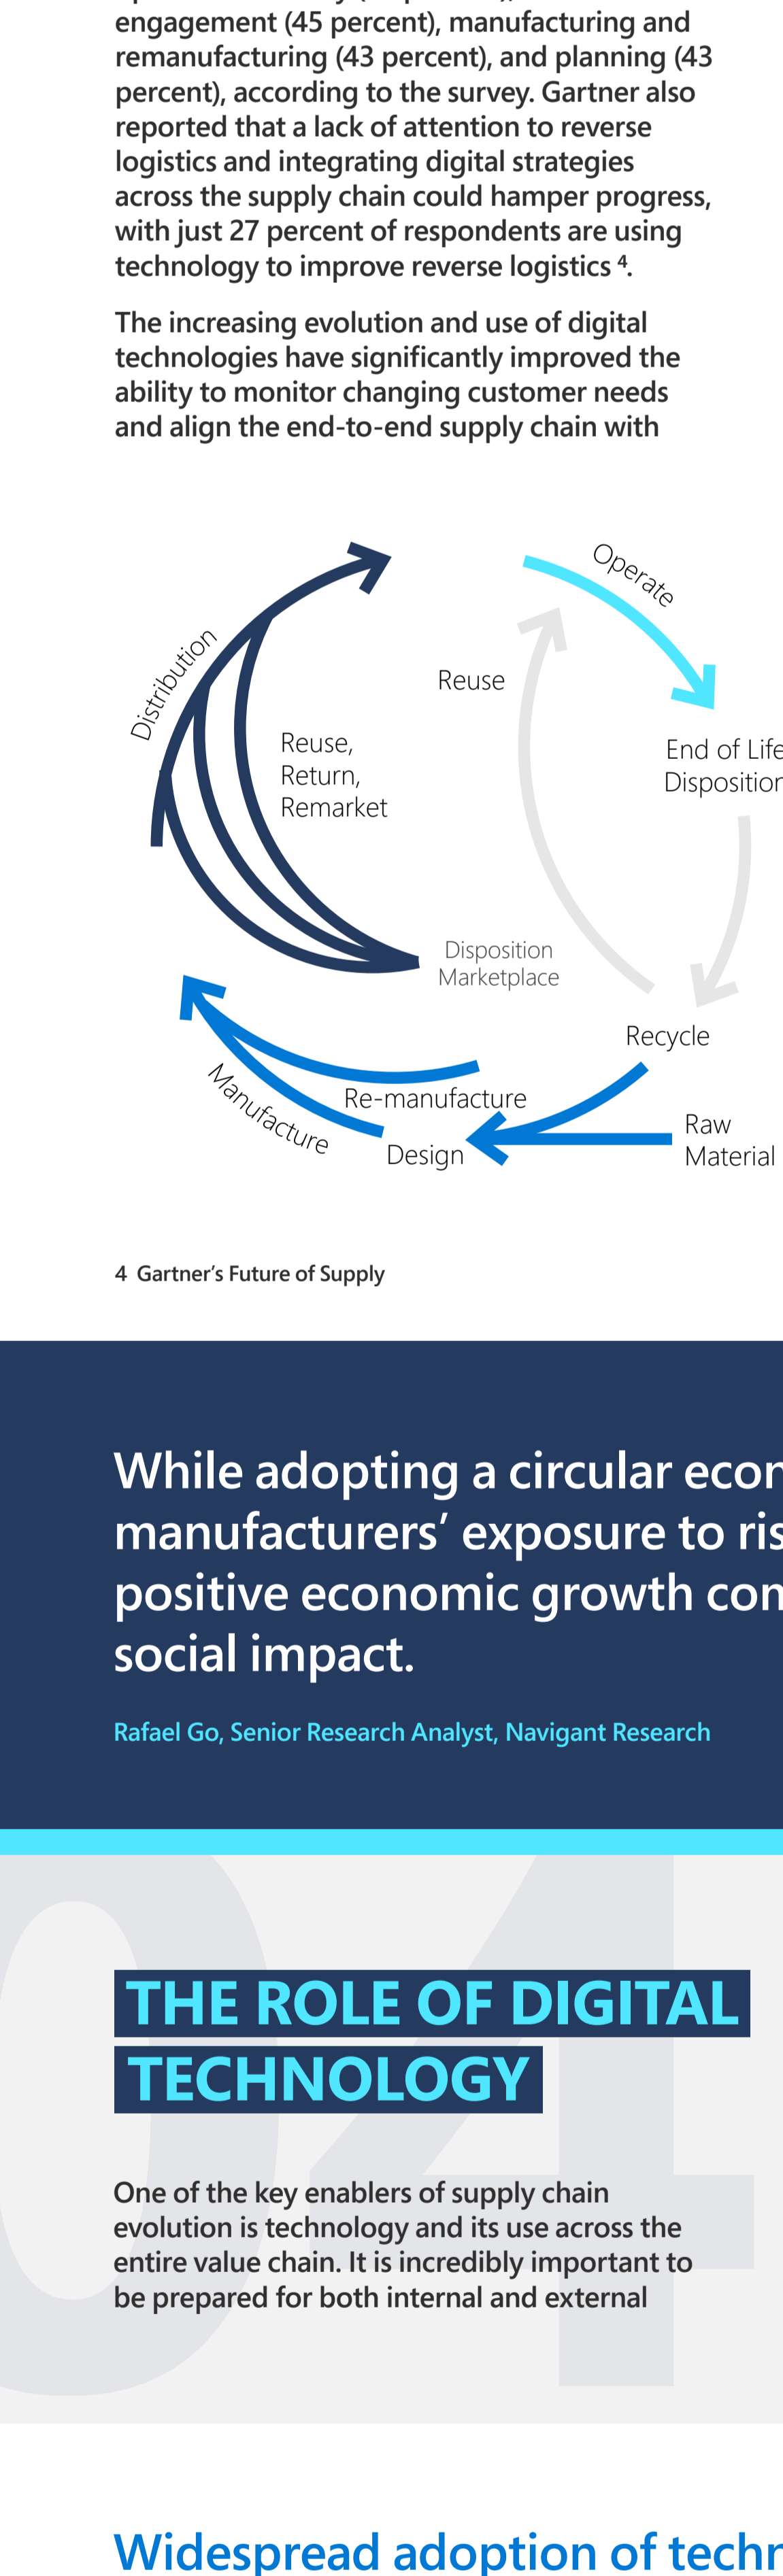 engagement (45 percent), manufacturing and
remanufacturing (43 percent), and planning (43
percent), according to the survey. Gartner also
reported that a lack of attention to reverse
logistics and integrating digital strategies
across the supply chain could hamper progress,
with just 27 percent of respondents are using
technology to improve reverse logistics ⁴.
The increasing evolution and use of digital
technologies have significantly improved the
ability to monitor changing customer needs
and align the end-to-end supply chain with
Operate
Distribution
Reuse
Reuse,
Return,
Remarket
End of Life
Disposition
Disposition
Marketplace
Recycle
Manufacture
Re-manufacture
Design
Raw
Material
4 Gartner’s Future of Supply
While adopting a circular
manufacturers’ exposure to
positive economic growth
social impact.
Rafael Go, Senior Research Analyst, Navigant Research
04
THE ROLE OF DIGITAL
TECHNOLOGY
One of the key enablers of supply chain
evolution is technology and its use across the
entire value chain. It is incredibly important to
be prepared for both internal and external
Widespread adoption of